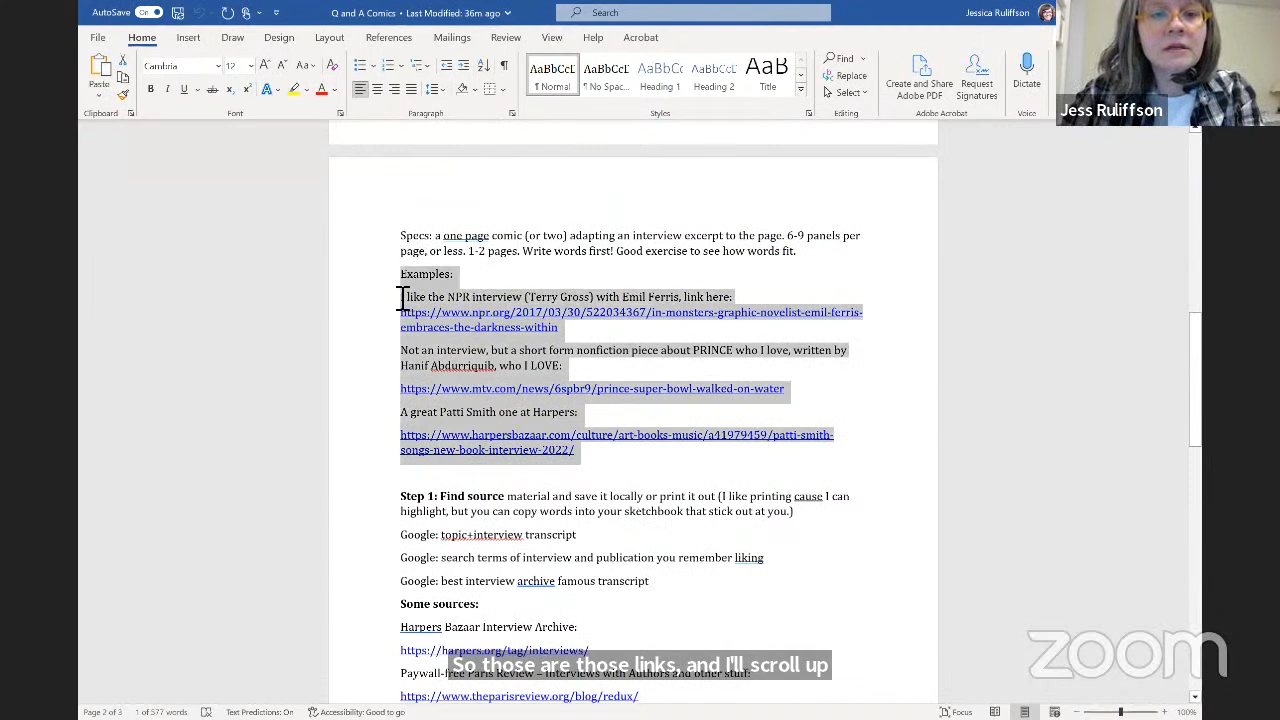 AutoSave On
Q and A Comics • Last Modified: 36m ago
Search
Jessica Ruliffson
File Home Insert Draw Design Layout References Mailings Review View Help Acrobat
Paste
Cambria 12
AaBbCcD AaBbCcD AaBbCcD AaBbCcD AaB
¶ Normal ¶ No Spac... Heading 1 Heading 2 Title
Find
Replace
Select
Create and Share Adobe PDF
Request Signatures
Dictate
Clipboard Font Paragraph Styles Editing Adobe Acrobat Voice
Jess Ruliffson
Specs: a one page comic (or two) adapting an interview excerpt to the page. 6-9 panels per
page, or less. 1-2 pages. Write words first! Good exercise to see how words fit.
Examples:
like the NPR interview (Terry Gross) with Emil Ferris, link here:
https://www.npr.org/2017/03/30/522034367/in-monsters-graphic-novelist-emil-ferris-
embraces-the-darkness-within
Not an interview, but a short form nonfiction piece about PRINCE who I love, written by
Hanif Abdurriquib, who I LOVE:
https://www.mtv.com/news/6spbr9/prince-super-bowl-walked-on-water
A great Patti Smith one at Harpers:
https://www.harpersbazaar.com/culture/art-books-music/a41979459/patti-smith-
songs-new-book-interview-2022/
Step 1: Find source material and save it locally or print it out (I like printing cause I can
highlight, but you can copy words into your sketchbook that stick out at you.)
Google: topic+interview transcript
Google: search terms of interview and publication you remember liking
Google: best interview archive famous transcript
Some sources:
Harpers Bazaar Interview Archive:
https://harpers.org/tag/interviews/
So those are those links, and I'll scroll up
Paywall-free Paris Review – interviews with Authors and other stuff:
https://www.theparisreview.org/blog/redux/
zoom
Page 2 of 3 1 of 577 words Text Predictions: On Accessibility: Good to go Focus 100%